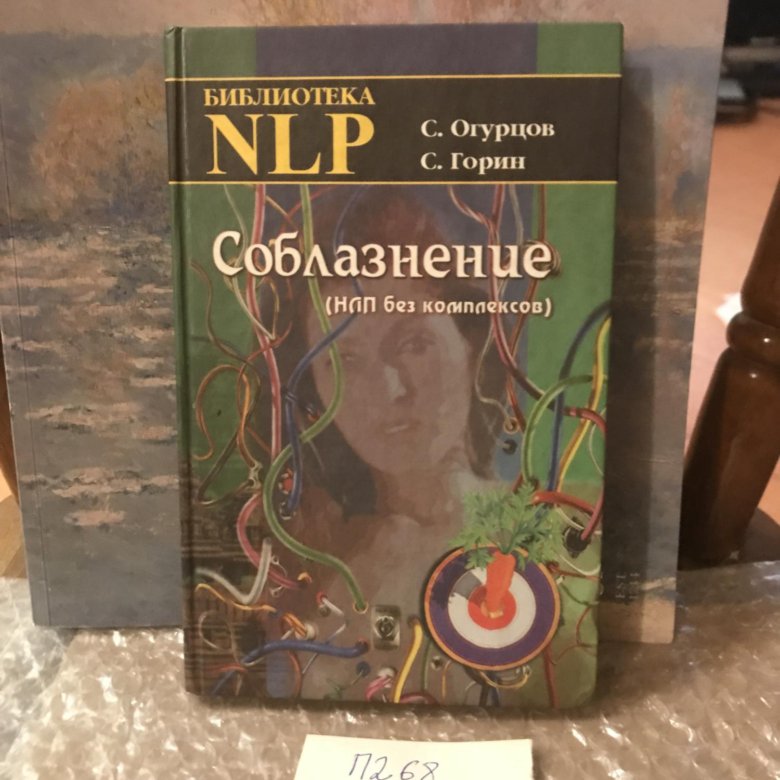 БИБЛИОТЕКА
NLP
С. Огурцов
С. Горин
Соблазнение
(НЛП без комплексов)
П268